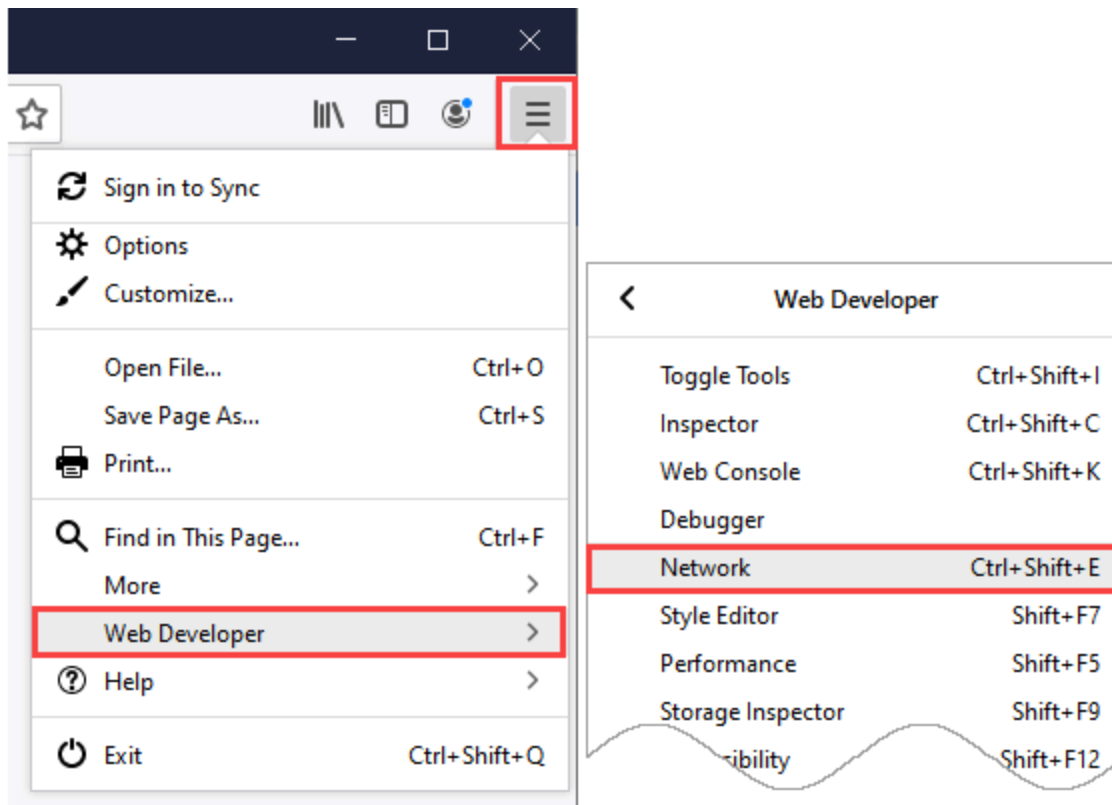 Sign in to Sync
Options
Customize...
Open File... Ctrl+O
Save Page As... Ctrl+S
Print...
Find in This Page... Ctrl+F
More
Web Developer
Help
Exit Ctrl+Shift+Q
Web Developer
Toggle Tools Ctrl+Shift+I
Inspector Ctrl+Shift+C
Web Console Ctrl+Shift+K
Debugger
Network Ctrl+Shift+E
Style Editor Shift+F7
Performance Shift+F5
Storage Inspector Shift+F9
Shift+F12